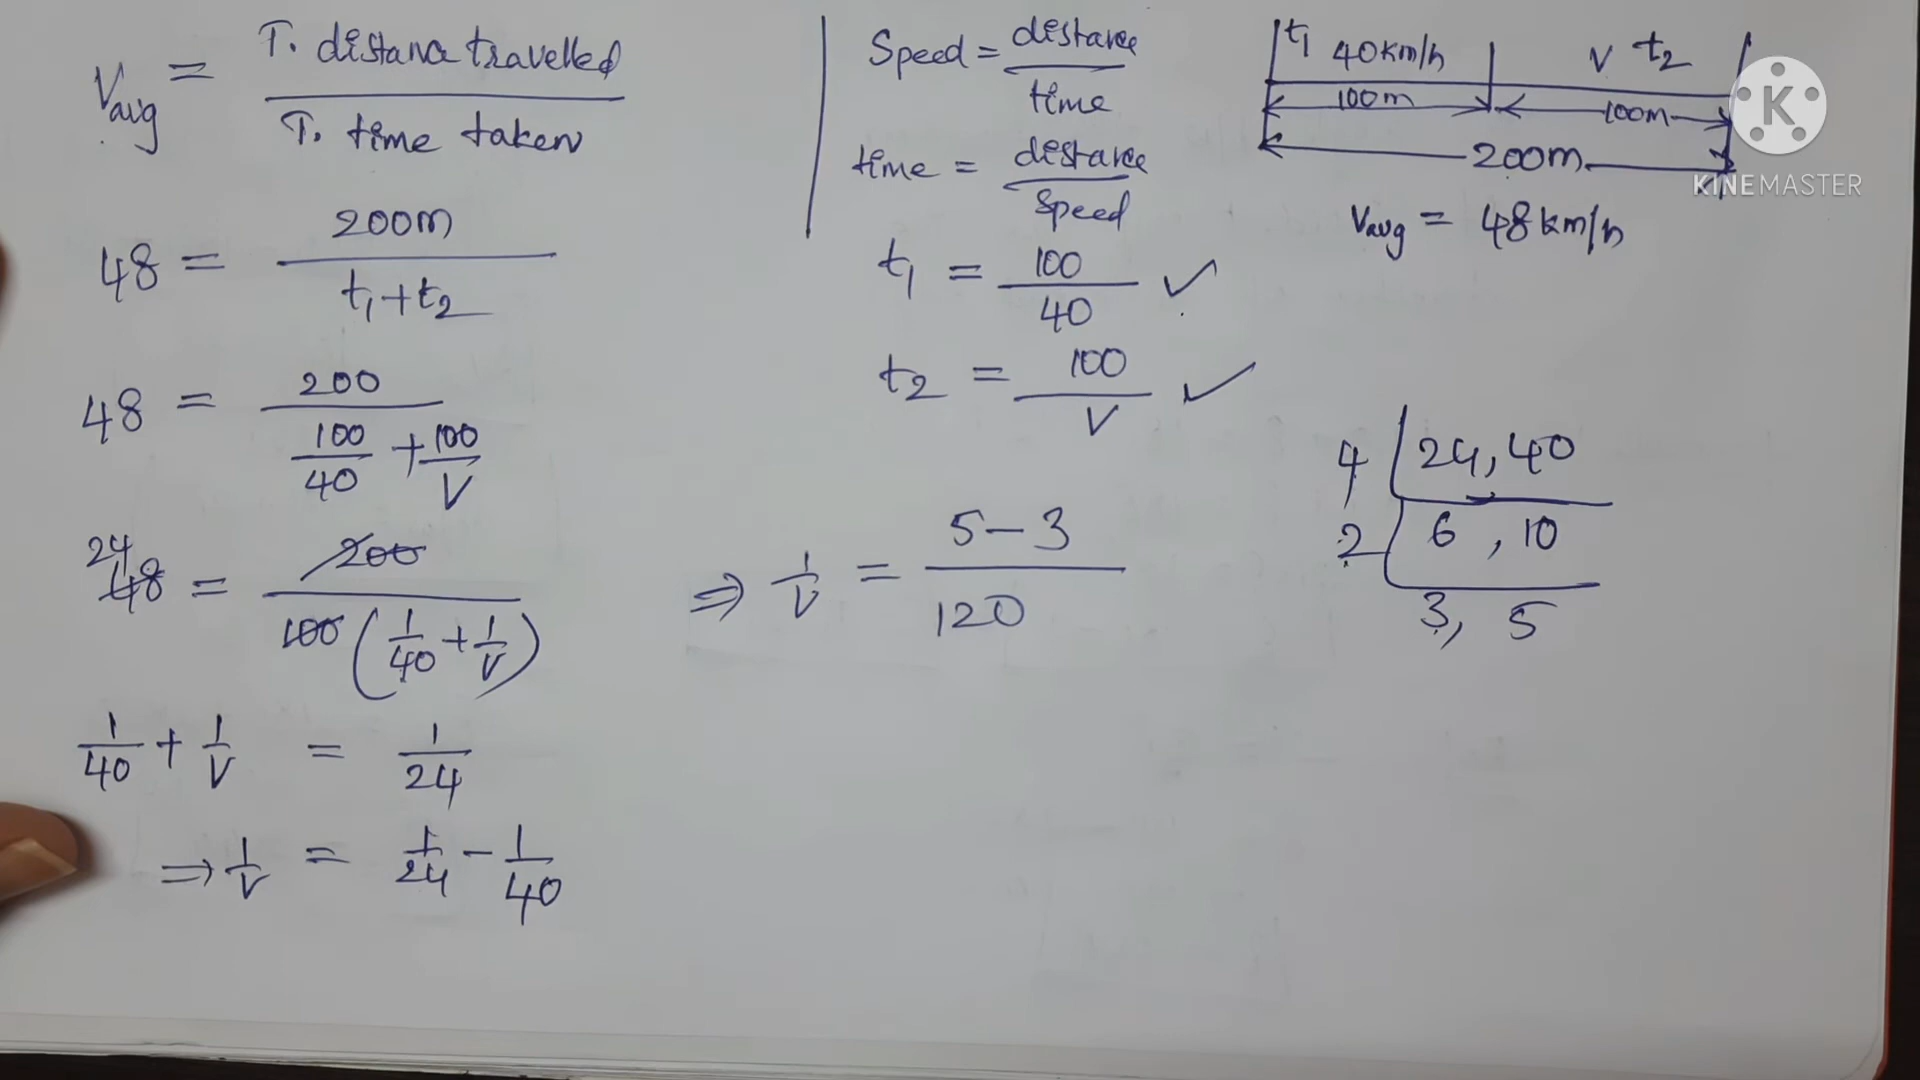 Vavg = T. distance travelled / T. time taken
48 = 200m / t1+t2
48 = 200 / 100/40 + 100/V
24 48 = 200 / 100 (1/40 + 1/V)
1/40 + 1/V = 1/24
⇒ 1/V = 1/24 - 1/40
Speed = distance / time
time = distance / Speed
t1 = 100 / 40 ✓
t2 = 100 / V ✓
⇒ 1/V = 5-3 / 120
t1 40km/h V t2
100m 100m
200m
Vavg = 48km/h
4 | 24, 40
2 | 6, 10
3, 5
K
KINEMASTER